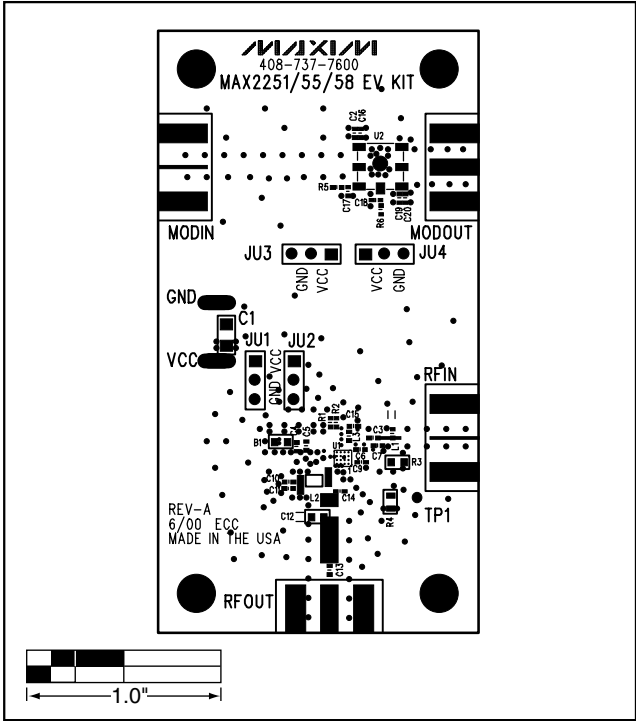 MAXIM
408-737-7600
MAX2251/55/58 EV KIT
C2
C16
U2
R5
C17
C18
R6
C19
C20
MODIN
MODOUT
JU3
JU4
GND
VCC
VCC
GND
GND
C1
VCC
JU1
JU2
GND
VCC
RFIN
R1
R2
C15
B1
C4
C5
L3
U1
C3
L1
C6
C7
C9
R3
C10
C11
L2
C14
C12
R4
TP1
REV-A
6/00 ECC
MADE IN THE USA
C13
RFOUT
1.0"